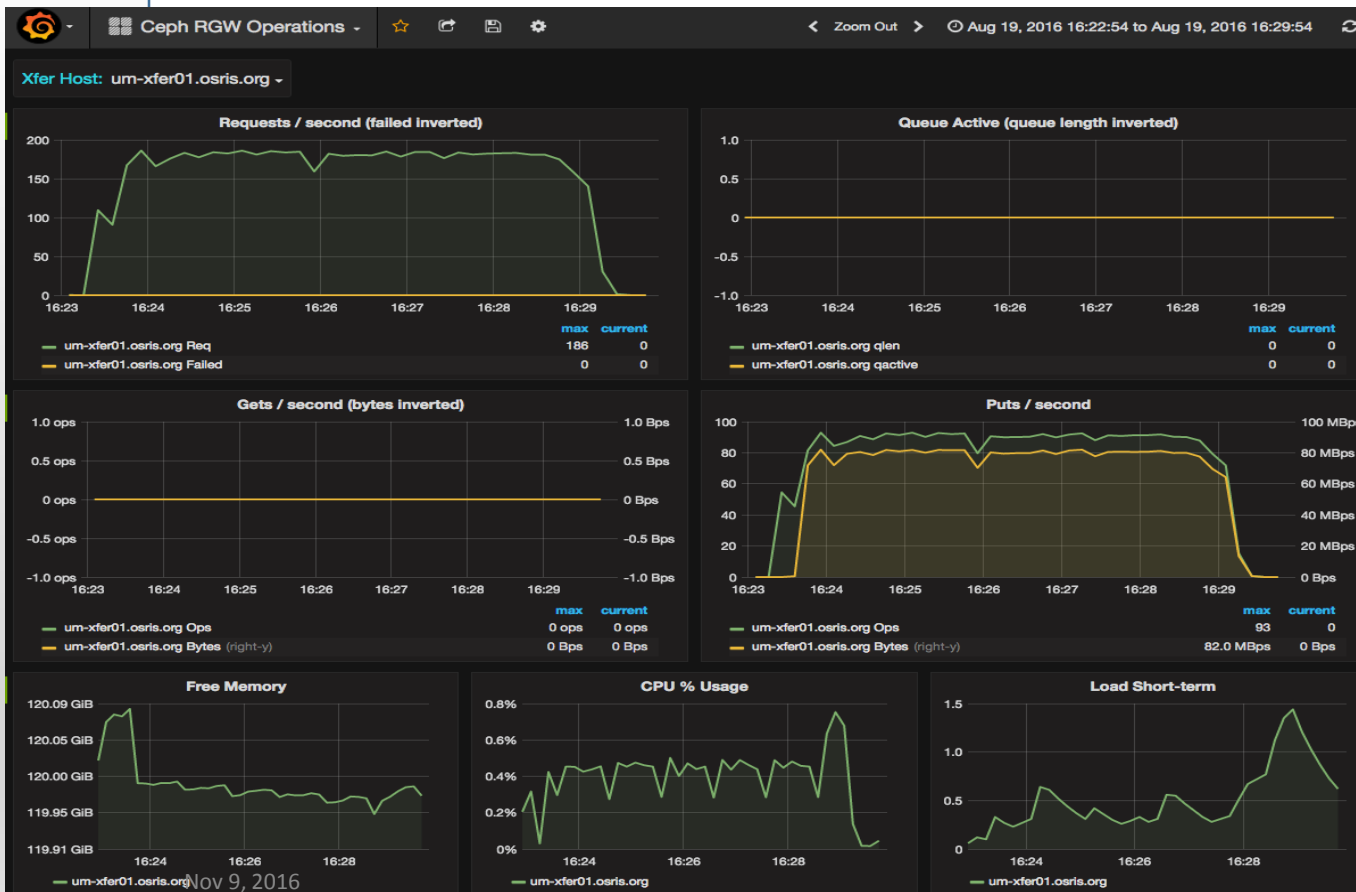 Ceph RGW Operations
Zoom Out Aug 19, 2016 16:22:54 to Aug 19, 2016 16:29:54
Xfer Host: um-xfer01.osris.org
Requests / second (failed inverted)
200
150
100
50
0
16:23 16:24 16:25 16:26 16:27 16:28 16:29
max current
um-xfer01.osris.org Req 186 0
um-xfer01.osris.org Failed 0 0
Queue Active (queue length inverted)
1.0
0.5
0
-0.5
-1.0
16:23 16:24 16:25 16:26 16:27 16:28 16:29
max current
um-xfer01.osris.org qlen 0 0
um-xfer01.osris.org qactive 0 0
Gets / second (bytes inverted)
1.0 ops 1.0 Bps
0.5 ops 0.5 Bps
0 ops 0 Bps
-0.5 ops -0.5 Bps
-1.0 ops -1.0 Bps
16:23 16:24 16:25 16:26 16:27 16:28 16:29
max current
um-xfer01.osris.org Ops 0 ops 0 ops
um-xfer01.osris.org Bytes (right-y) 0 Bps 0 Bps
Puts / second
100 100 MBp
80 80 MBps
60 60 MBps
40 40 MBps
20 20 MBps
0 0 Bps
16:23 16:24 16:25 16:26 16:27 16:28 16:29
max current
um-xfer01.osris.org Ops 93 0
um-xfer01.osris.org Bytes (right-y) 82.0 MBps 0 Bps
Free Memory
120.09 GiB
120.05 GiB
120.00 GiB
119.95 GiB
119.91 GiB
16:24 16:26 16:28
um-xfer01.osris.org
CPU % Usage
0.8%
0.6%
0.4%
0.2%
0%
16:24 16:26 16:28
um-xfer01.osris.org
Load Short-term
1.5
1.0
0.5
0
16:24 16:26 16:28
um-xfer01.osris.org
Nov 9, 2016